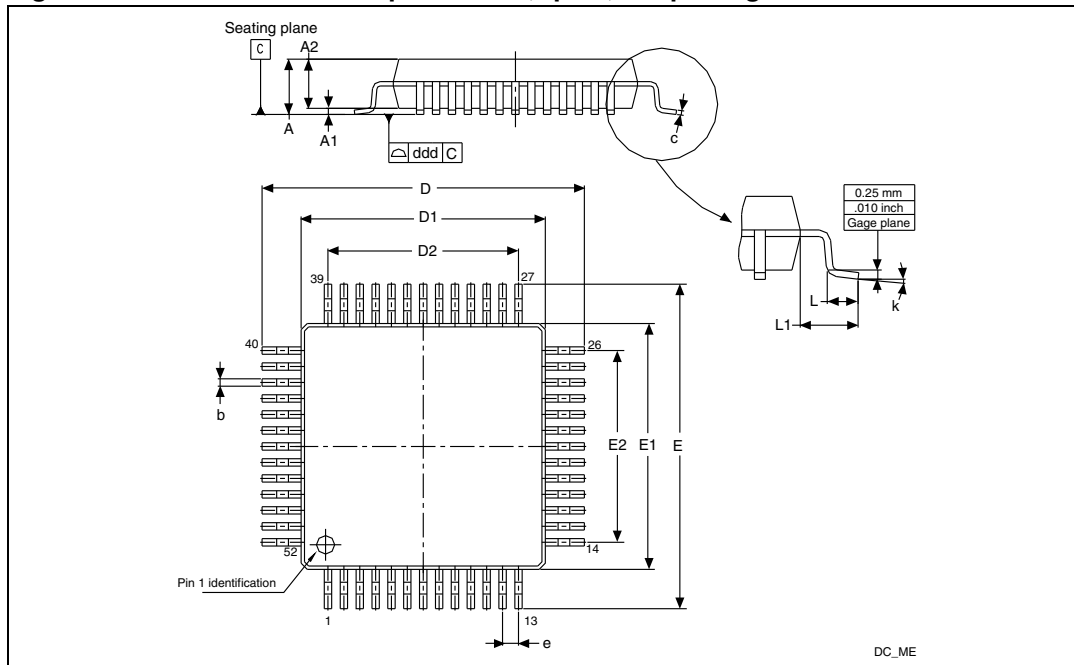 Seating plane
C
A2
A
A1
ddd C
c
D
D1
D2
0.25 mm
.010 inch
Gage plane
L
k
L1
39
27
40
26
b
E2
E1
E
52
14
Pin 1 identification
1
13
e
DC_ME